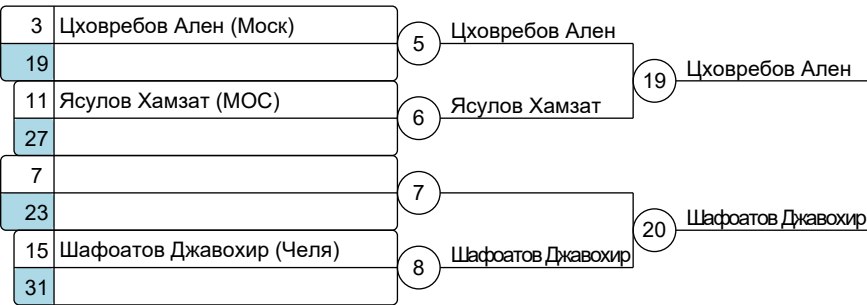 3 Цховребов Ален (Моск)
19
5 Цховребов Ален
11 Ясулов Хамзат (МОС)
27
6 Ясулов Хамзат
19 Цховребов Ален
7
23
7
15 Шафоатов Джавохир (Челя)
31
8 Шафоатов Джавохир
20 Шафоатов Джавохир